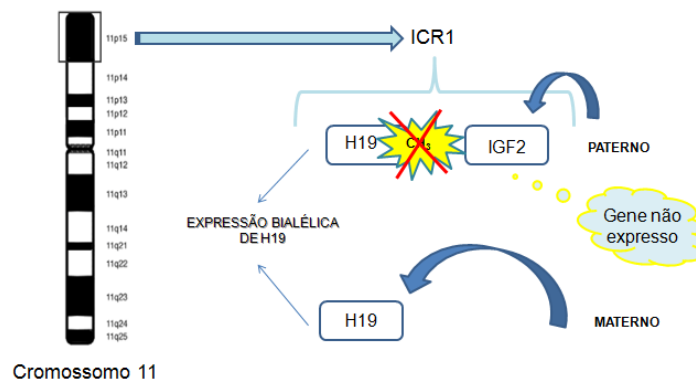 11p15
ICR1
11p14
11p13
11p12
11p11
11q11
11q12
11q13
11q14
11q21
11q22
11q23
11q24
11q25
H19
CH3
IGF2
PATERNO
Gene não
expresso
EXPRESSÃO BIALÉLICA
DE H19
H19
MATERNO
Cromossomo 11